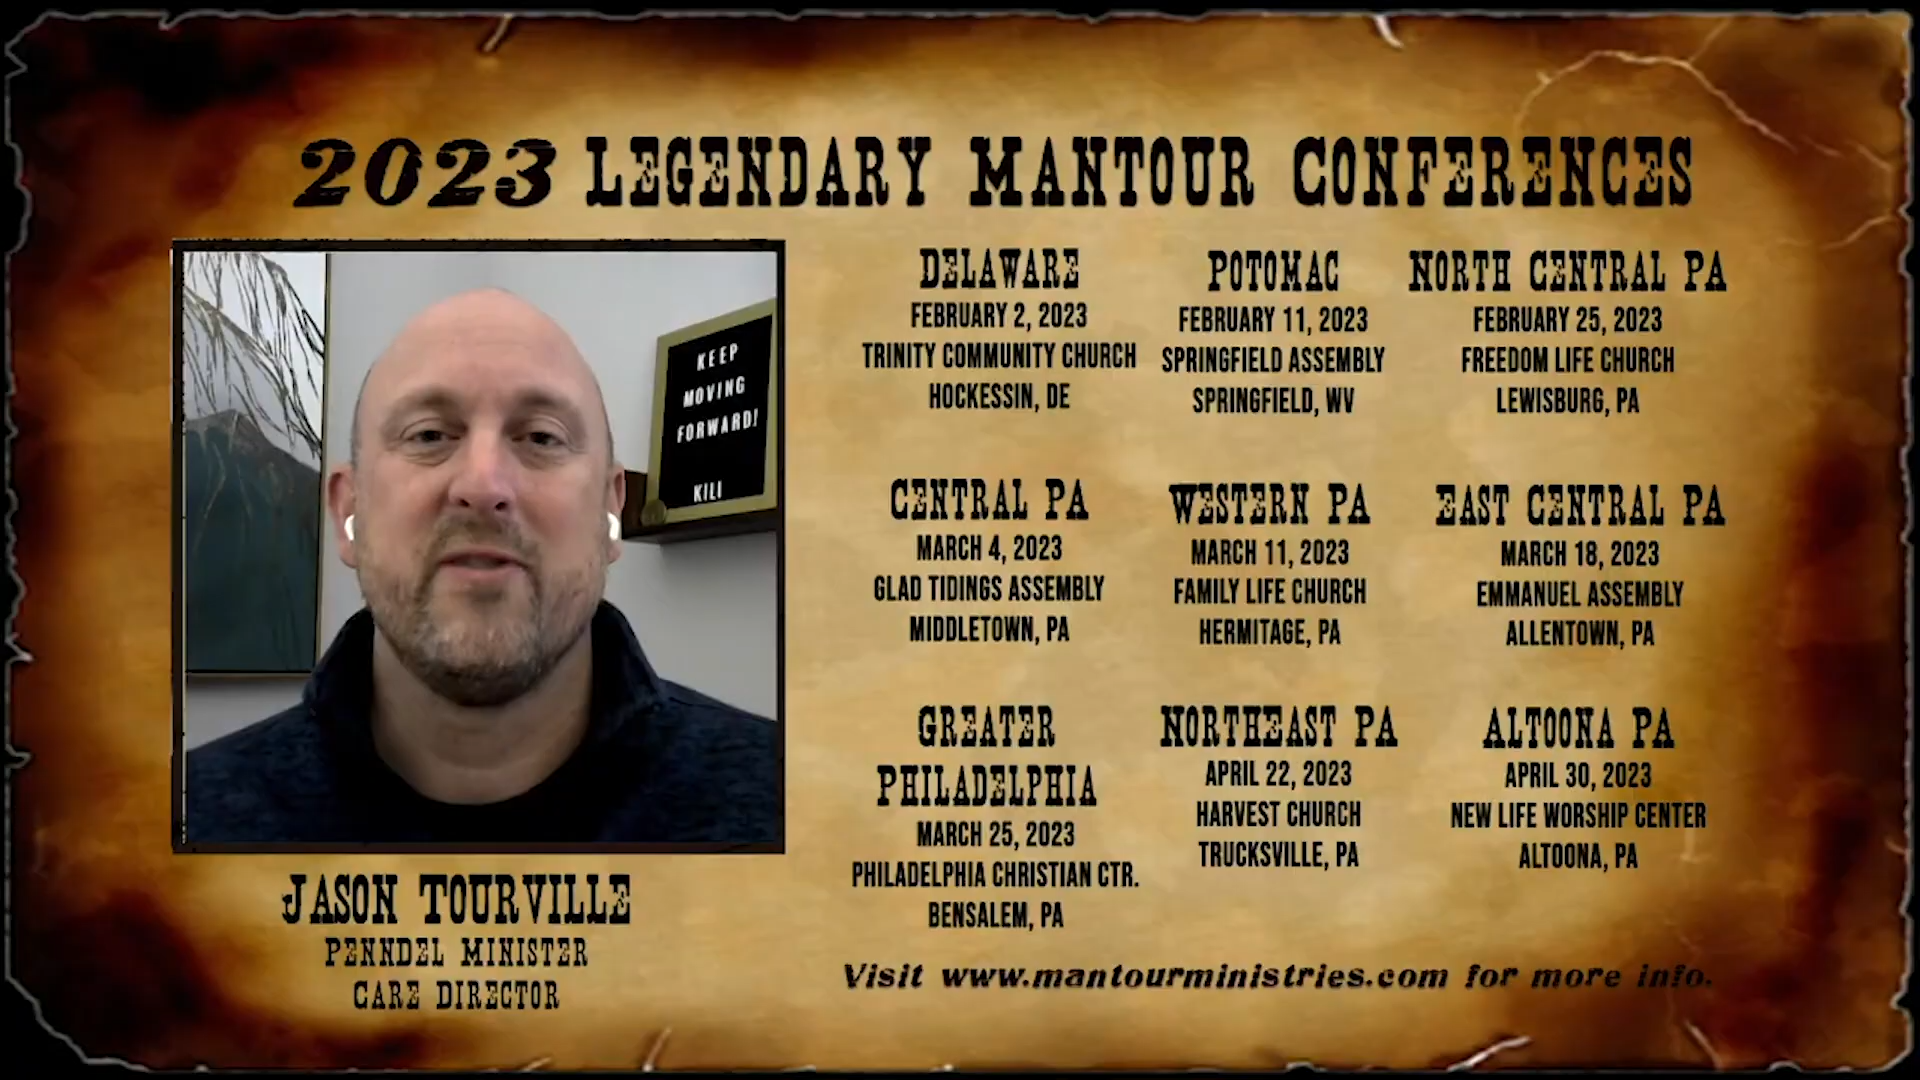 2023 LEGENDARY MANTOUR CONFERENCES
KEEP
MOVING
FORWARD!
KILI
JASON TOURVILLE
PENNDEL MINISTER
CARE DIRECTOR
DELAWARE
FEBRUARY 2, 2023
TRINITY COMMUNITY CHURCH
HOCKESSIN, DE
POTOMAC
FEBRUARY 11, 2023
SPRINGFIELD ASSEMBLY
SPRINGFIELD, WV
NORTH CENTRAL PA
FEBRUARY 25, 2023
FREEDOM LIFE CHURCH
LEWISBURG, PA
CENTRAL PA
MARCH 4, 2023
GLAD TIDINGS ASSEMBLY
MIDDLETOWN, PA
WESTERN PA
MARCH 11, 2023
FAMILY LIFE CHURCH
HERMITAGE, PA
EAST CENTRAL PA
MARCH 18, 2023
EMMANUEL ASSEMBLY
ALLENTOWN, PA
GREATER
PHILADELPHIA
MARCH 25, 2023
PHILADELPHIA CHRISTIAN CTR.
BENSALEM, PA
NORTHEAST PA
APRIL 22, 2023
HARVEST CHURCH
TRUCKSVILLE, PA
ALTOONA PA
APRIL 30, 2023
NEW LIFE WORSHIP CENTER
ALTOONA, PA
Visit www.mantourministries.com for more info.